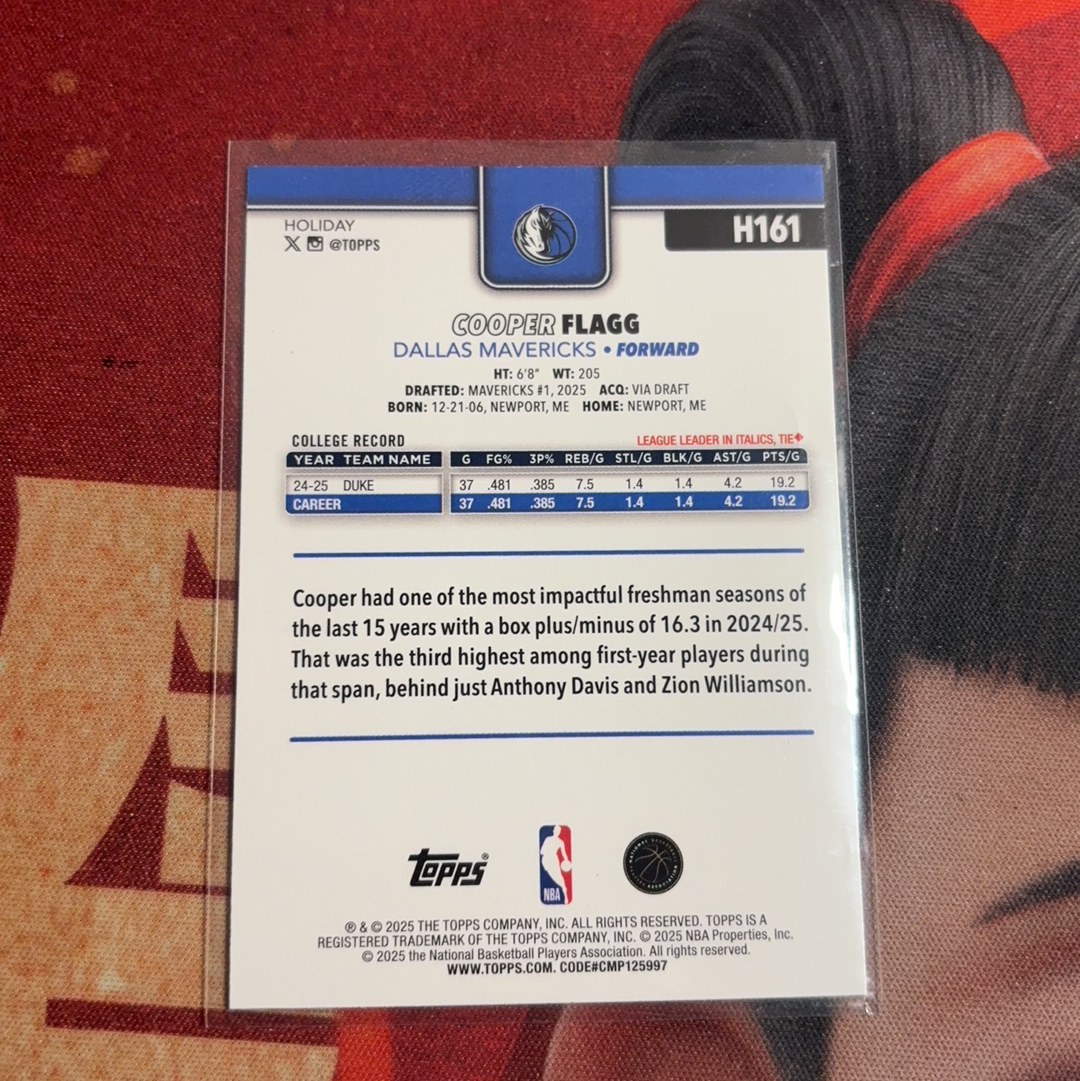 HOLIDAY
@TOPPS
H161
COOPER FLAGG
DALLAS MAVERICKS • FORWARD
HT: 6'8" WT: 205
DRAFTED: MAVERICKS #1, 2025 ACQ: VIA DRAFT
BORN: 12-21-06, NEWPORT, ME HOME: NEWPORT, ME
COLLEGE RECORD
LEAGUE LEADER IN ITALICS, TIE♦
YEAR TEAM NAME G FG% 3P% REB/G STL/G BLK/G AST/G PTS/G
24-25 DUKE 37 .481 .385 7.5 1.4 1.4 4.2 19.2
CAREER 37 .481 .385 7.5 1.4 1.4 4.2 19.2
Cooper had one of the most impactful freshman seasons of
the last 15 years with a box plus/minus of 16.3 in 2024/25.
That was the third highest among first-year players during
that span, behind just Anthony Davis and Zion Williamson.
topps®
NBA
® & © 2025 THE TOPPS COMPANY, INC. ALL RIGHTS RESERVED. TOPPS IS A
REGISTERED TRADEMARK OF THE TOPPS COMPANY, INC. © 2025 NBA Properties, Inc.
© 2025 the National Basketball Players Association. All rights reserved.
WWW.TOPPS.COM. CODE#CMP125997